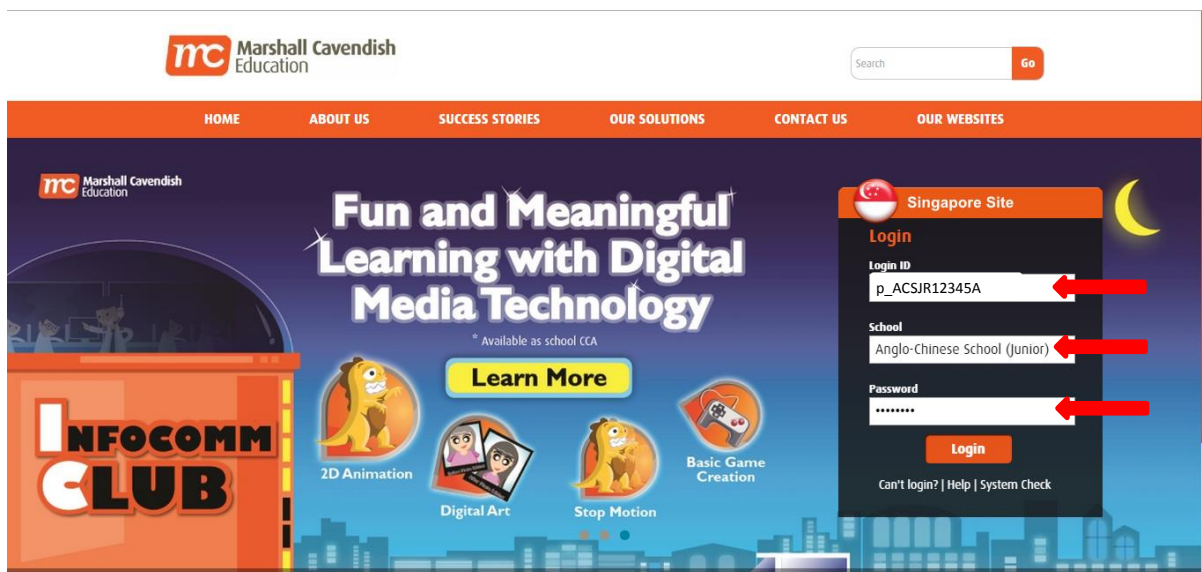 mc Marshall Cavendish
Education
Search
Go
HOME ABOUT US SUCCESS STORIES OUR SOLUTIONS CONTACT US OUR WEBSITES
mc Marshall Cavendish
Education
Fun and Meaningful
Learning with Digital
Media Technology
* Available as school CCA
Learn More
INFOCOMM
CLUB
2D Animation
Digital Art
Stop Motion
Basic Game
Creation
Singapore Site
Login
Login ID
p_ACSJR12345A
School
Anglo-Chinese School (Junior)
Password
••••••••
Login
Can't login? | Help | System Check